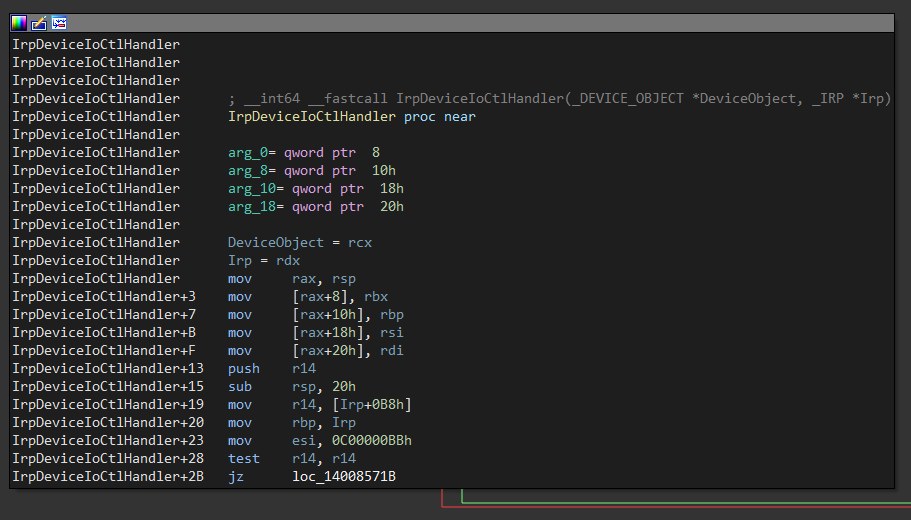 IrpDeviceIoCtlHandler
IrpDeviceIoCtlHandler
IrpDeviceIoCtlHandler
IrpDeviceIoCtlHandler ; __int64 __fastcall IrpDeviceIoCtlHandler(_DEVICE_OBJECT *DeviceObject, _IRP *Irp)
IrpDeviceIoCtlHandler IrpDeviceIoCtlHandler proc near
IrpDeviceIoCtlHandler
IrpDeviceIoCtlHandler arg_0= qword ptr 8
IrpDeviceIoCtlHandler arg_8= qword ptr 10h
IrpDeviceIoCtlHandler arg_10= qword ptr 18h
IrpDeviceIoCtlHandler arg_18= qword ptr 20h
IrpDeviceIoCtlHandler
IrpDeviceIoCtlHandler DeviceObject = rcx
IrpDeviceIoCtlHandler Irp = rdx
IrpDeviceIoCtlHandler mov rax, rsp
IrpDeviceIoCtlHandler+3 mov [rax+8], rbx
IrpDeviceIoCtlHandler+7 mov [rax+10h], rbp
IrpDeviceIoCtlHandler+B mov [rax+18h], rsi
IrpDeviceIoCtlHandler+F mov [rax+20h], rdi
IrpDeviceIoCtlHandler+13 push r14
IrpDeviceIoCtlHandler+15 sub rsp, 20h
IrpDeviceIoCtlHandler+19 mov r14, [Irp+0B8h]
IrpDeviceIoCtlHandler+20 mov rbp, Irp
IrpDeviceIoCtlHandler+23 mov esi, 0C00000BBh
IrpDeviceIoCtlHandler+28 test r14, r14
IrpDeviceIoCtlHandler+2B jz loc_14008571B